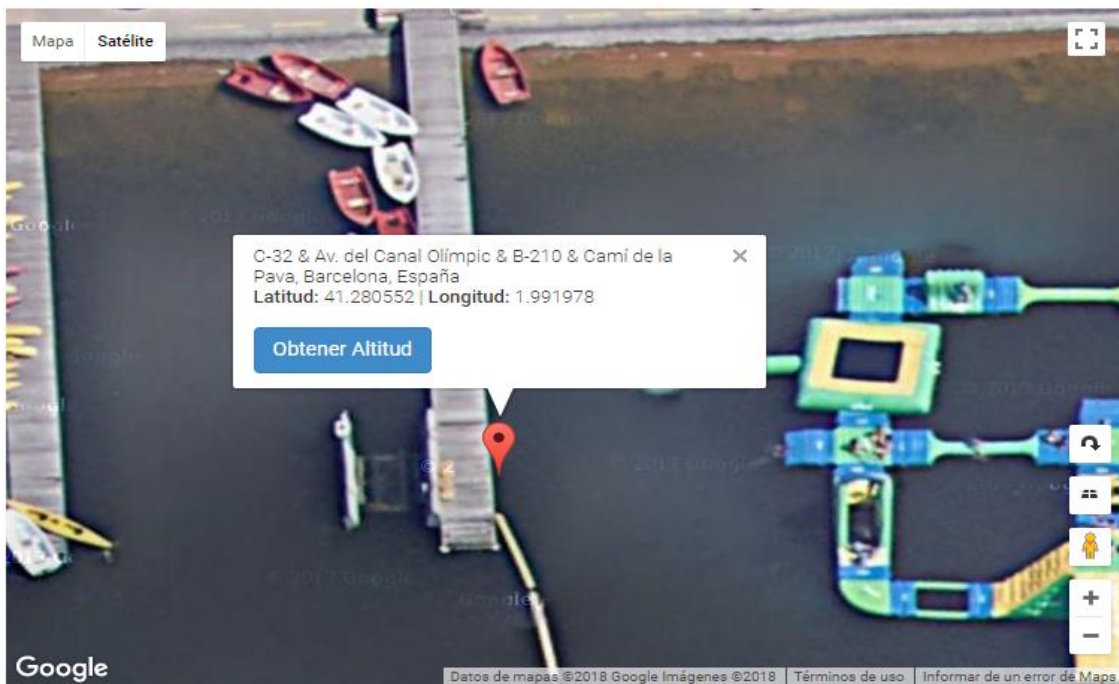 Mapa Satélite
C-32 & Av. del Canal Olímpic & B-210 & Camí de la
Pava, Barcelona, España
Latitud: 41.280552 | Longitud: 1.991978
Obtener Altitud
Google
Datos de mapas ©2018 Google Imágenes ©2018 Términos de uso Informar de un error de Maps